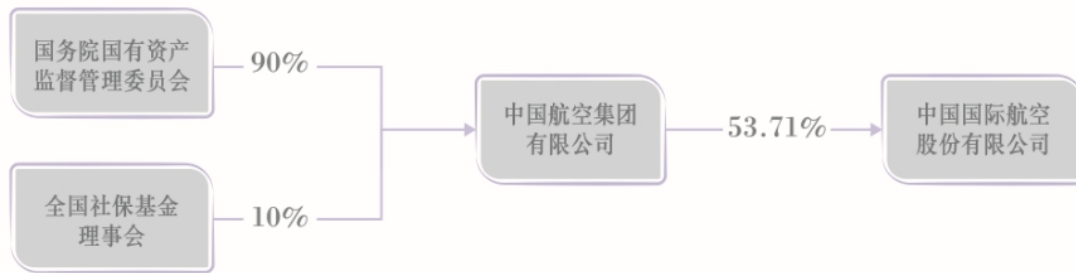 国务院国有资产
监督管理委员会
90%
全国社保基金
理事会
10%
中国航空集团
有限公司
53.71%
中国国际航空
股份有限公司